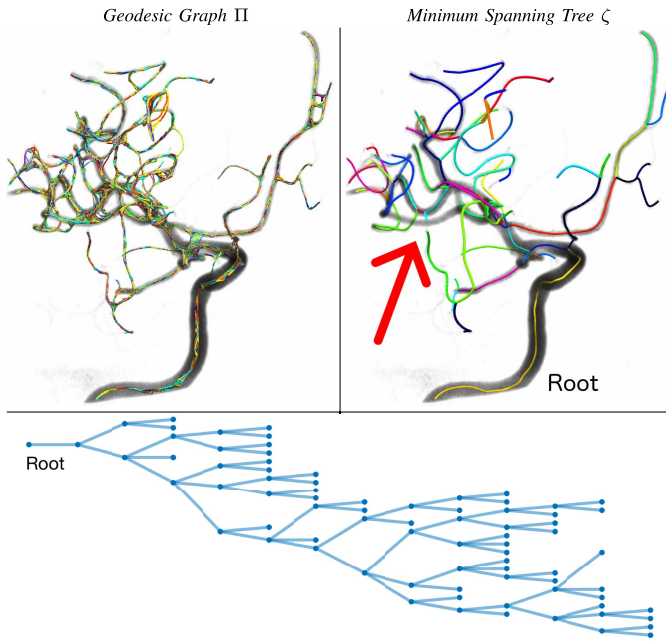 Geodesic Graph Π
Minimum Spanning Tree ζ
Root
Root